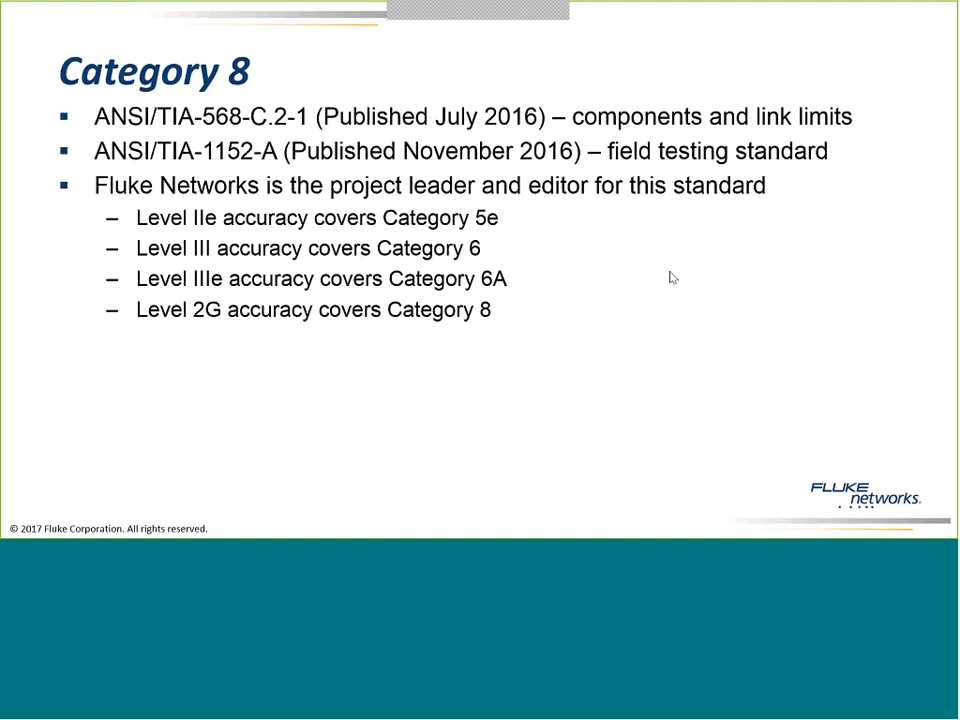 Category 8
▪ ANSI/TIA-568-C.2-1 (Published July 2016) – components and link limits
▪ ANSI/TIA-1152-A (Published November 2016) – field testing standard
▪ Fluke Networks is the project leader and editor for this standard
– Level IIe accuracy covers Category 5e
– Level III accuracy covers Category 6
– Level IIIe accuracy covers Category 6A
– Level 2G accuracy covers Category 8
FLUKE
networks.
© 2017 Fluke Corporation. All rights reserved.